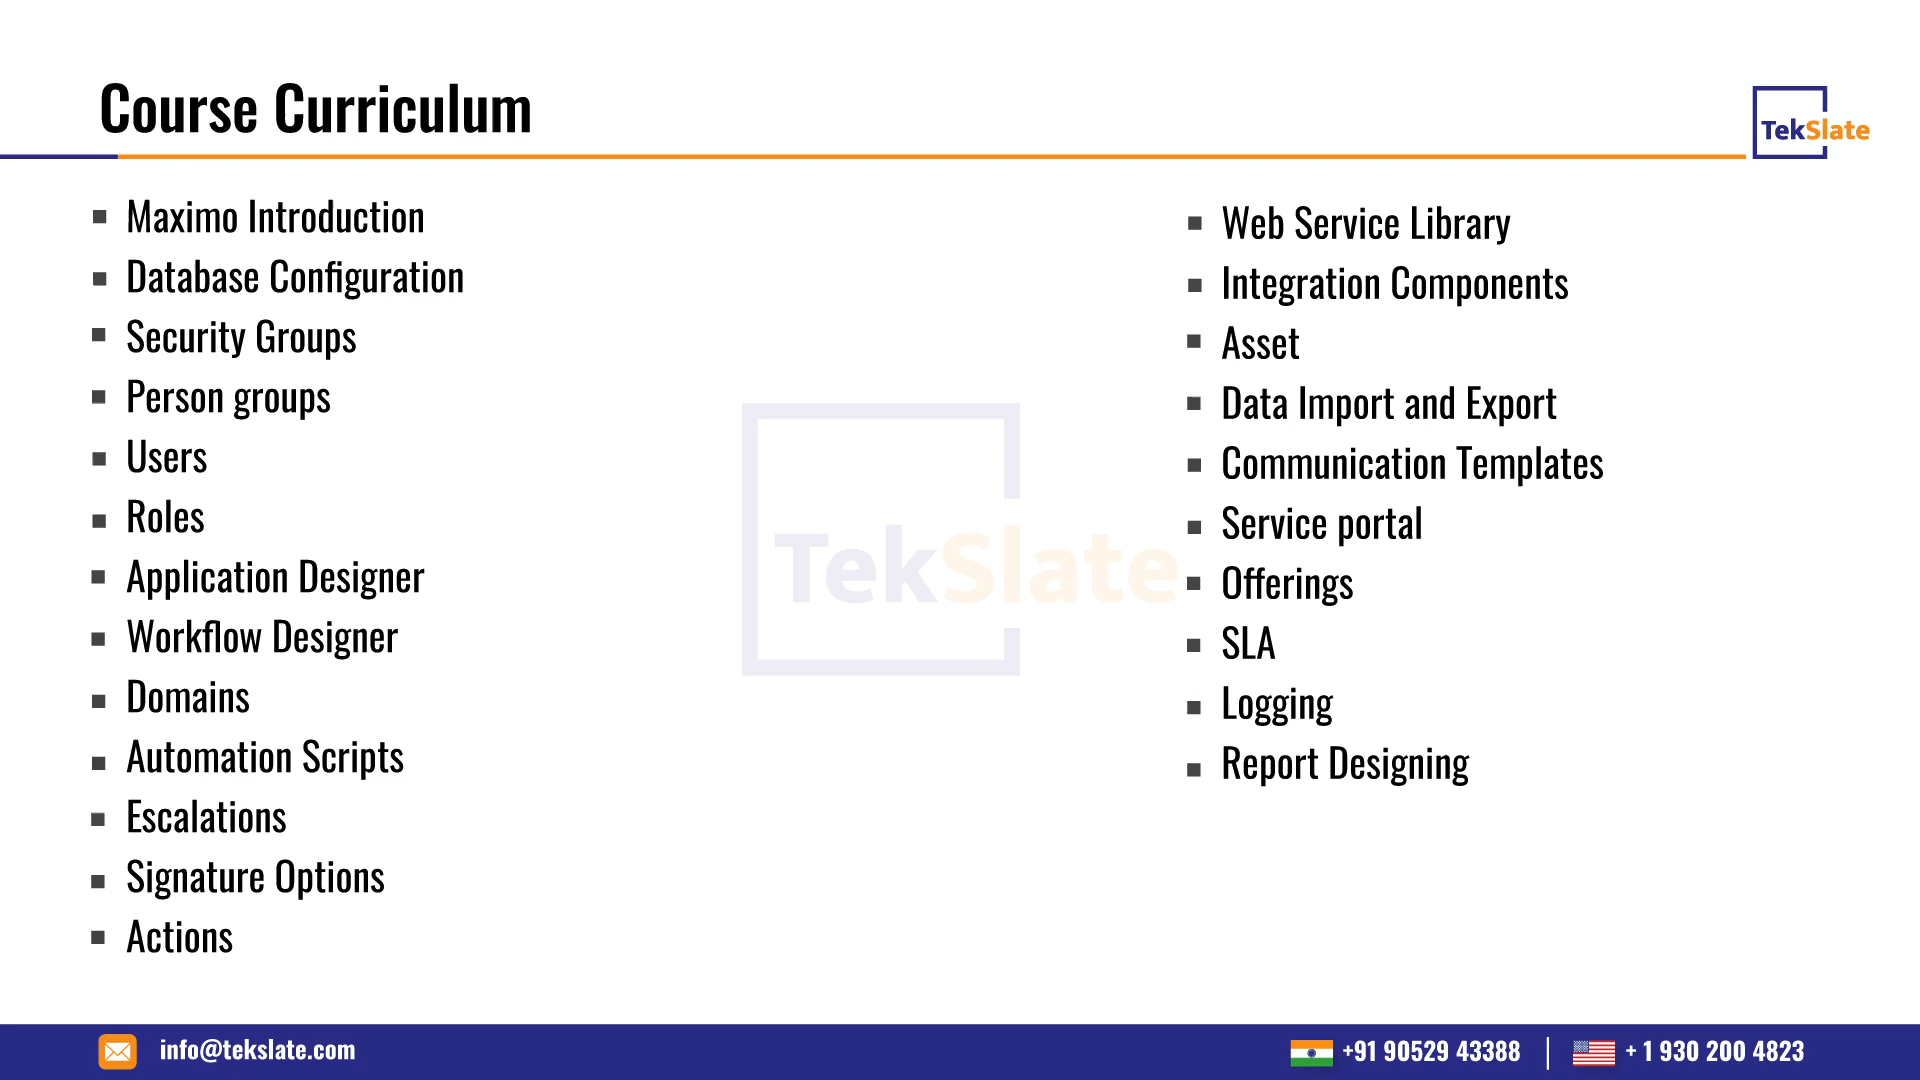 Course Curriculum
TekSlate
Maximo Introduction
Database Configuration
Security Groups
Person groups
Users
Roles
Application Designer
Workflow Designer
Domains
Automation Scripts
Escalations
Signature Options
Actions
TekSlate
Web Service Library
Integration Components
Asset
Data Import and Export
Communication Templates
Service portal
Offerings
SLA
Logging
Report Designing
info@tekslate.com
+91 90529 43388
+ 1 930 200 4823